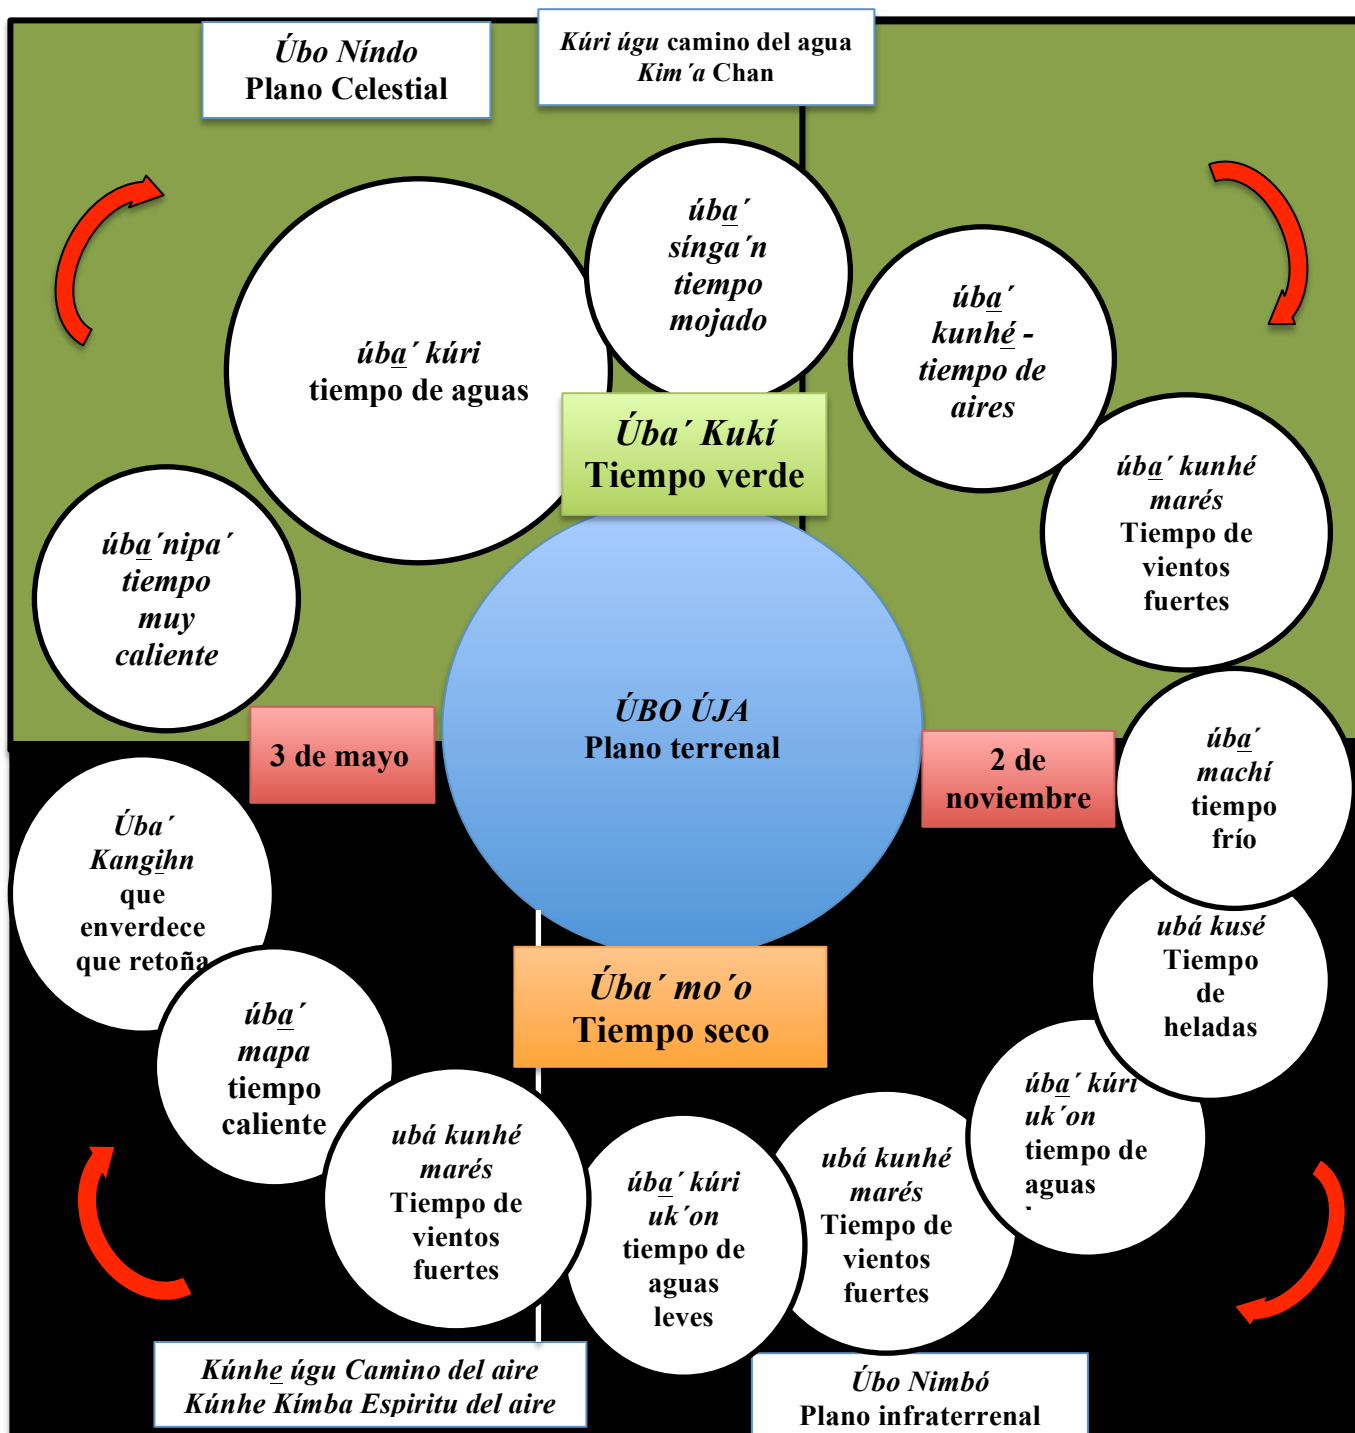 Úbo Níndo
Plano Celestial
Kúri úgu camino del agua
Kim´a Chan
úba̲´
sínga´n
tiempo
mojado
úba̲´ kúri
tiempo de aguas
úba̲´
kunhé̲ -
tiempo de
aires
Úba´ Kukí
Tiempo verde
úba̲´ kunhé
marés
Tiempo de
vientos
fuertes
úba̲´nipa´
tiempo
muy
caliente
ÚBO ÚJA
Plano terrenal
3 de mayo
2 de
noviembre
úba̲´
machí
tiempo
frío
Úba´
Kangi̲hn
que
enverdece
que retoña
ubá kusé
Tiempo
de
heladas
Úba´ mo´o
Tiempo seco
úba̲´
mapa
tiempo
caliente
úba̲´ kúri
uk´on
tiempo de
aguas
ubá kunhé
marés
Tiempo de
vientos
fuertes
úba̲´ kúri
uk´on
tiempo de
aguas
leves
ubá kunhé
marés
Tiempo de
vientos
fuertes
Kúnhe̲ úgu Camino del aire
Kúnhe Kímba Espiritu del aire
Úbo Nimbó
Plano infraterrenal